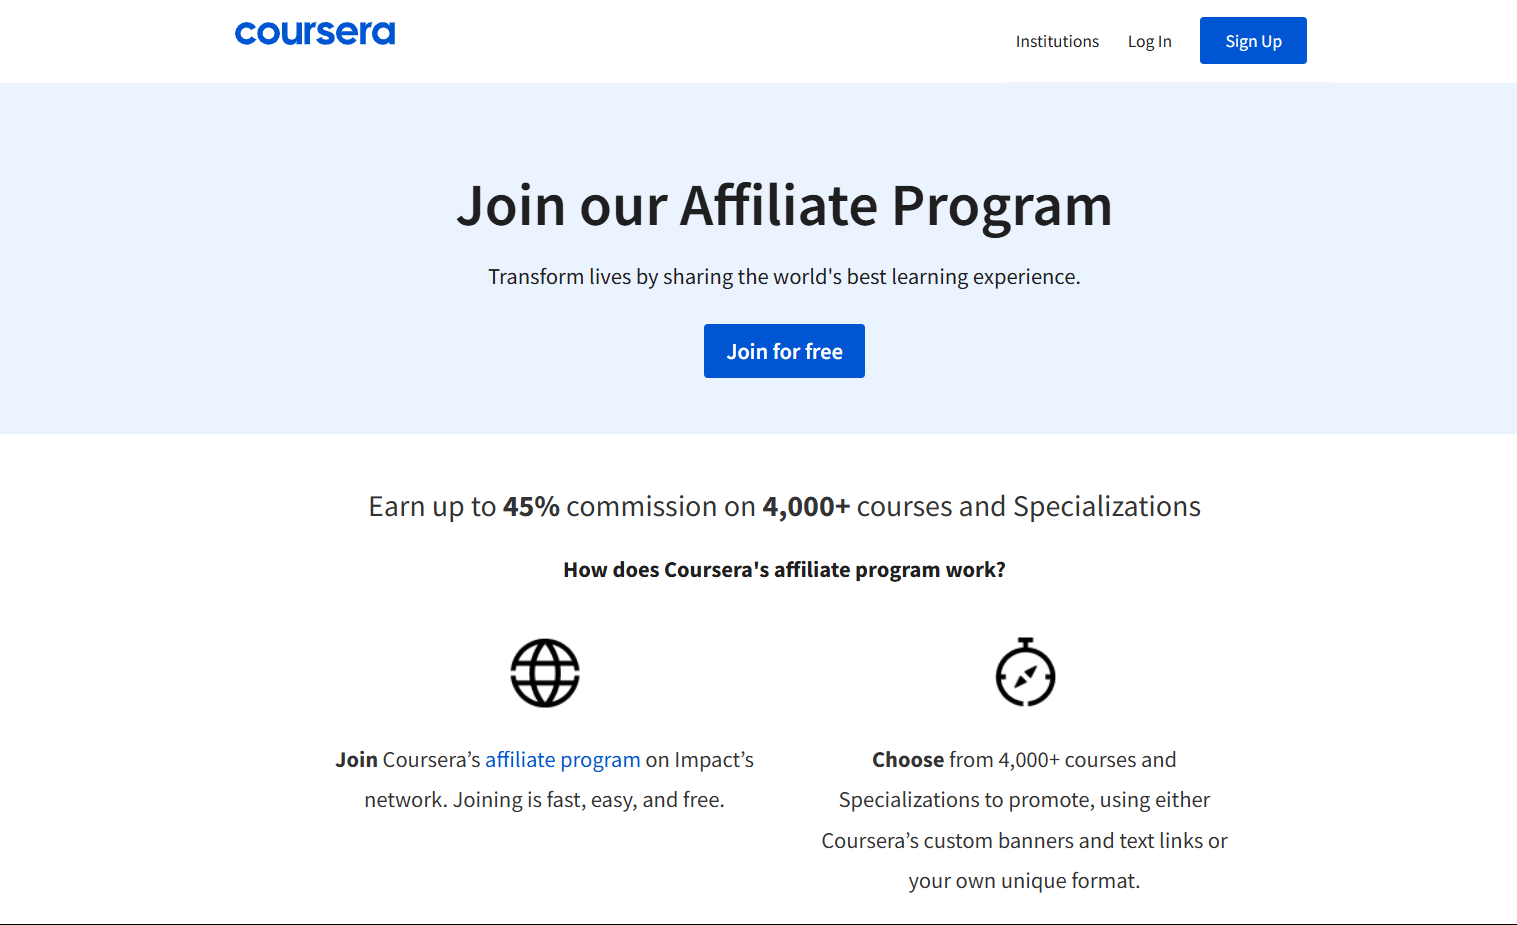 coursera
Institutions
Log In
Sign Up
Join our Affiliate Program
Transform lives by sharing the world's best learning experience.
Join for free
Earn up to 45% commission on 4,000+ courses and Specializations
How does Coursera's affiliate program work?
Join Coursera’s affiliate program on Impact’s
network. Joining is fast, easy, and free.
Choose from 4,000+ courses and
Specializations to promote, using either
Coursera’s custom banners and text links or
your own unique format.